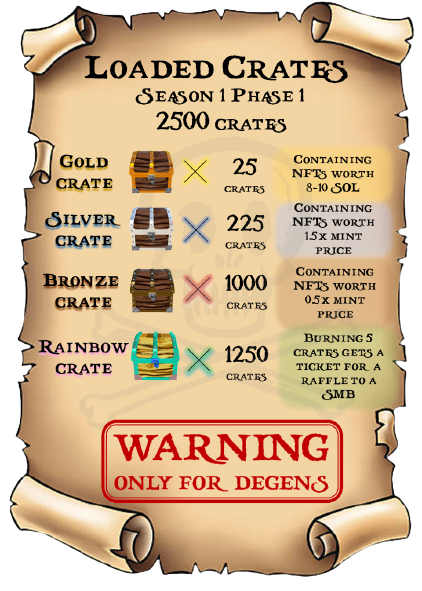 LOADED CRATES
SEASON 1 PHASE 1
2500 CRATES
GOLD
CRATE
25
CRATES
CONTAINING
NFTS WORTH
8-10 SOL
SILVER
CRATE
225
CRATES
CONTAINING
NFTS WORTH
1.5X MINT
PRICE
BRONZE
CRATE
1000
CRATES
CONTAINING
NFTS WORTH
0.5X MINT
PRICE
RAINBOW
CRATE
1250
CRATES
BURNING 5
CRATES GETS A
TICKET FOR A
RAFFLE TO A
SMB
WARNING
ONLY FOR DEGENS